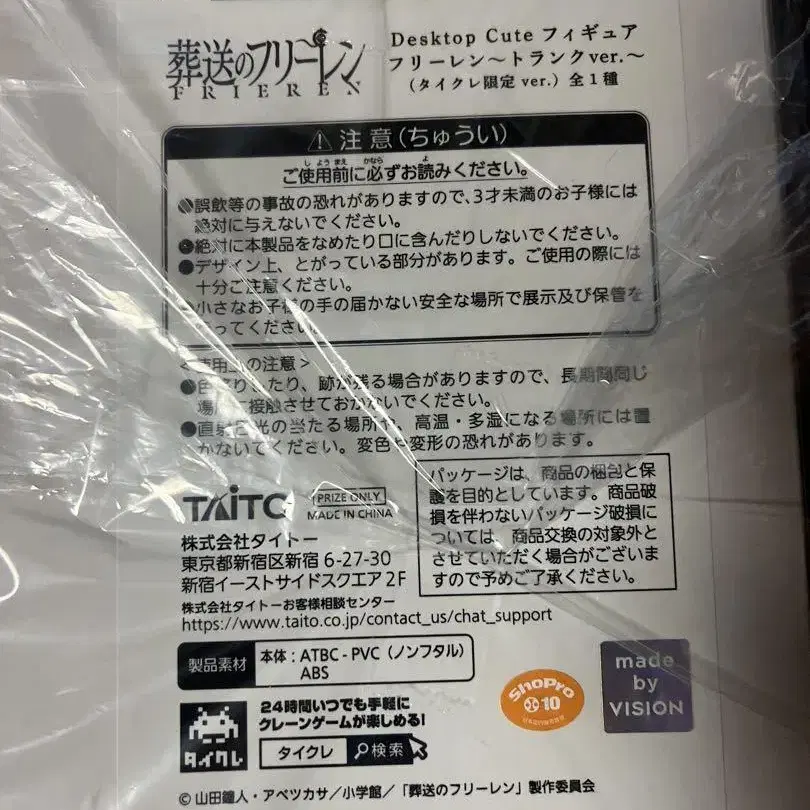 葬送のフリーレン
FRIEREN
Desktop Cute フィギュア
フリーレン～トランクver.～
(タイクレ限定 ver.) 全1種
⚠ 注意(ちゅうい)
ご使用前に必ずお読みください。
●誤飲等の事故の恐れがありますので、3才未満のお子様には
絶対に与えないでください。
●絶対に本製品をなめたり口に含んだりしないでください。
●デザイン上、とがっている部分があります。ご使用の際には
十分ご注意ください。
●小さなお子様の手の届かない安全な場所で展示及び保管を
ってください。
<使用上の注意>
●色移りしたり、跡が残る場合がありますので、長期間同じ
場所に接触させておかないでください。
●直射日光の当たる場所や、高温・多湿になる場所には置
かないでください。変色や変形の恐れがあります。
TAITO
PRIZE ONLY
MADE IN CHINA
株式会社タイトー
東京都新宿区新宿 6-27-30
新宿イーストサイドスクエア 2F
株式会社タイトーお客様相談センター
https://www.taito.co.jp/contact_us/chat_support
パッケージは、商品の梱包と保
護を目的としています。商品破
損を伴わないパッケージ破損に
ついては、商品交換の対象外と
させていただく場合がございま
すので予めご了承ください。
製品素材
本体:ATBC-PVC (ノンフタル)
ABS
タイクレ
24時間いつでも手軽に
クレーンゲームが楽しめる!
タイクレ 検索
ShoPro
10
made
by
VISION
© 山田鐘人・アベツカサ/小学館/「葬送のフリーレン」製作委員会